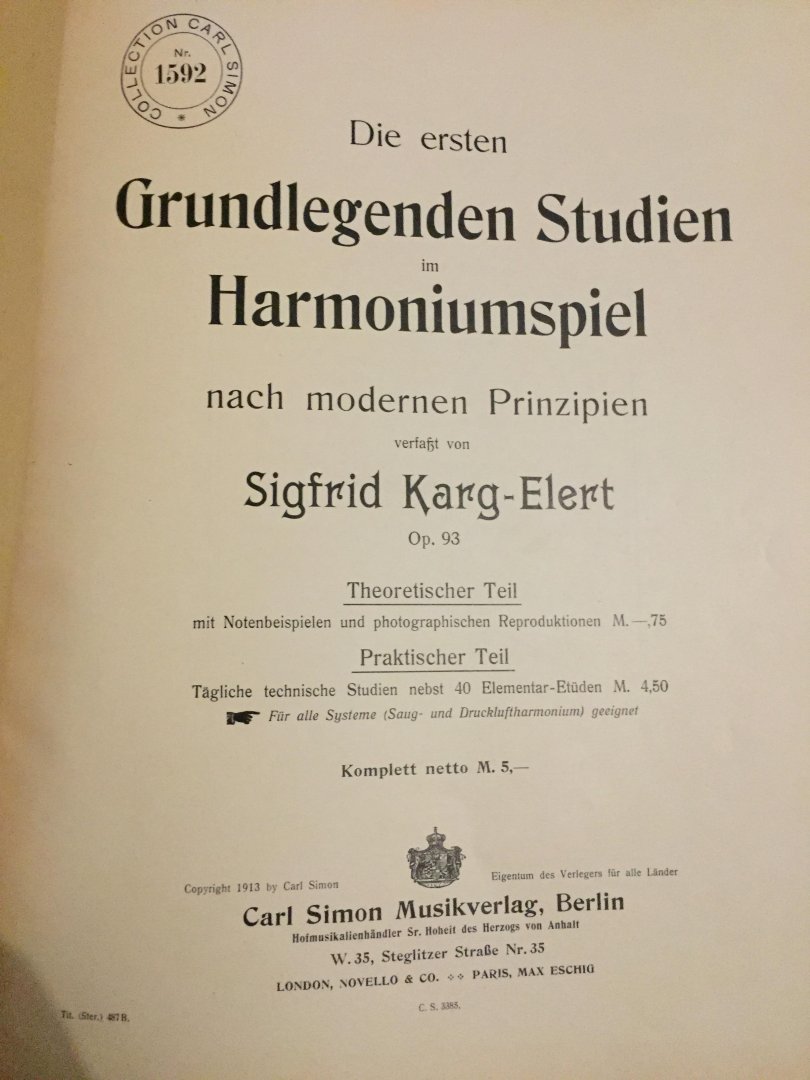 COLLECTION CARL SIMON *
Nr.
1592
Die ersten
Grundlegenden Studien
im
Harmoniumspiel
nach modernen Prinzipien
verfaßt von
Sigfrid Karg-Elert
Op. 93
Theoretischer Teil
mit Notenbeispielen und photographischen Reproduktionen M. —,75
Praktischer Teil
Tägliche technische Studien nebst 40 Elementar-Etüden M. 4,50
Für alle Systeme (Saug- und Druckluftharmonium) geeignet
Komplett netto M. 5,—
Copyright 1913 by Carl Simon
Eigentum des Verlegers für alle Länder
Carl Simon Musikverlag, Berlin
Hofmusikalienhändler Sr. Hoheit des Herzogs von Anhalt
W. 35, Steglitzer Straße Nr. 35
LONDON, NOVELLO & CO. ⁘⁘ PARIS, MAX ESCHIG
C. S. 3385.
Tit. (Ster.) 487B.